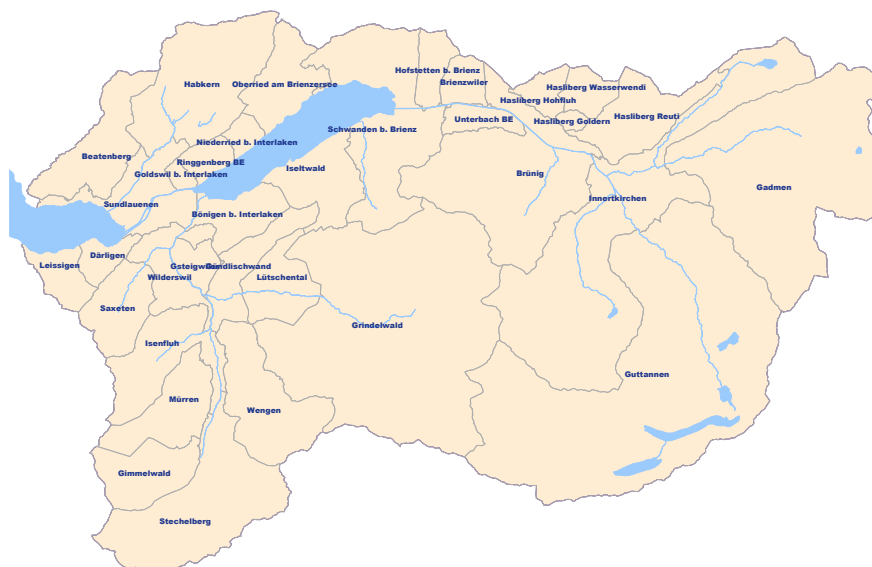 Hofstetten b. Brienz
Habkern
Oberried am Brienzersee
Brienzwiler
Hasliberg Wasserwendi
Hasliberg Hohfluh
Hasliberg Reuti
Unterbach BE
Hasliberg Goldern
Schwanden b. Brienz
Niederried b. Interlaken
Beatenberg
Ringgenberg BE
Iseltwald
Goldswil b. Interlaken
Brünig
Gadmen
Innertkirchen
Sundlauenen
Bönigen b. Interlaken
Därligen
Leissigen
Gsteigwiler
Gündlischwand
Wilderswil
Lütschental
Saxeten
Grindelwald
Isenfluh
Guttannen
Mürren
Wengen
Gimmelwald
Stechelberg